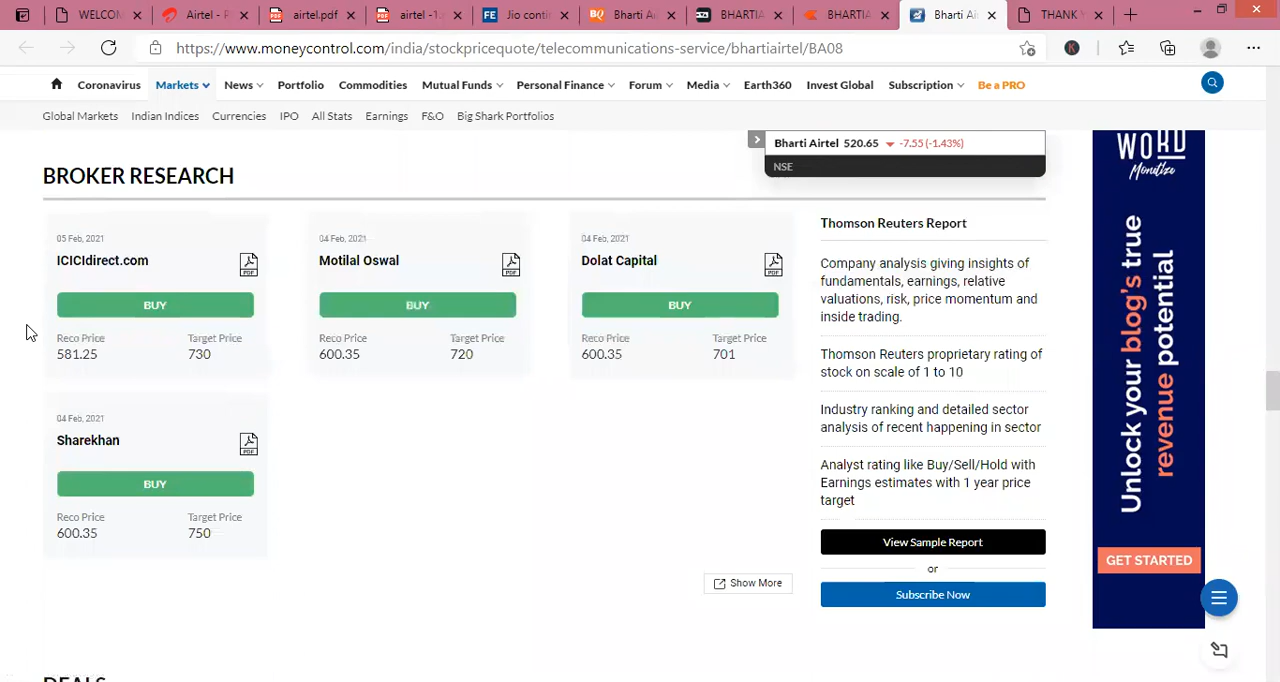 WELCOM
Airtel - R
airtel.pdf
airtel -1.
FE
Jio conti
BQ
Bharti A
BHARTI
BHARTI
Bharti Ai
THANK
https://www.moneycontrol.com/india/stockpricequote/telecommunications-service/bhartiairtel/BA08
K
Coronavirus
Markets
News
Portfolio
Commodities
Mutual Funds
Personal Finance
Forum
Media
Earth360
Invest Global
Subscription
Be a PRO
Global Markets
Indian Indices
Currencies
IPO
All Stats
Earnings
F&O
Big Shark Portfolios
Bharti Airtel 520.65 -7.55 (-1.43%)
NSE
BROKER RESEARCH
05 Feb, 2021
ICICIdirect.com
PDF
BUY
Reco Price
Target Price
581.25
730
04 Feb, 2021
Motilal Oswal
PDF
BUY
Reco Price
Target Price
600.35
720
04 Feb, 2021
Dolat Capital
PDF
BUY
Reco Price
Target Price
600.35
701
04 Feb, 2021
Sharekhan
PDF
BUY
Reco Price
Target Price
600.35
750
Show More
Thomson Reuters Report
Company analysis giving insights of
fundamentals, earnings, relative
valuations, risk, price momentum and
inside trading.
Thomson Reuters proprietary rating of
stock on scale of 1 to 10
Industry ranking and detailed sector
analysis of recent happening in sector
Analyst rating like Buy/Sell/Hold with
Earnings estimates with 1 year price
target
View Sample Report
or
Subscribe Now
WORD
Monetize
Unlock your blog's true
revenue potential
GET STARTED
DEALS